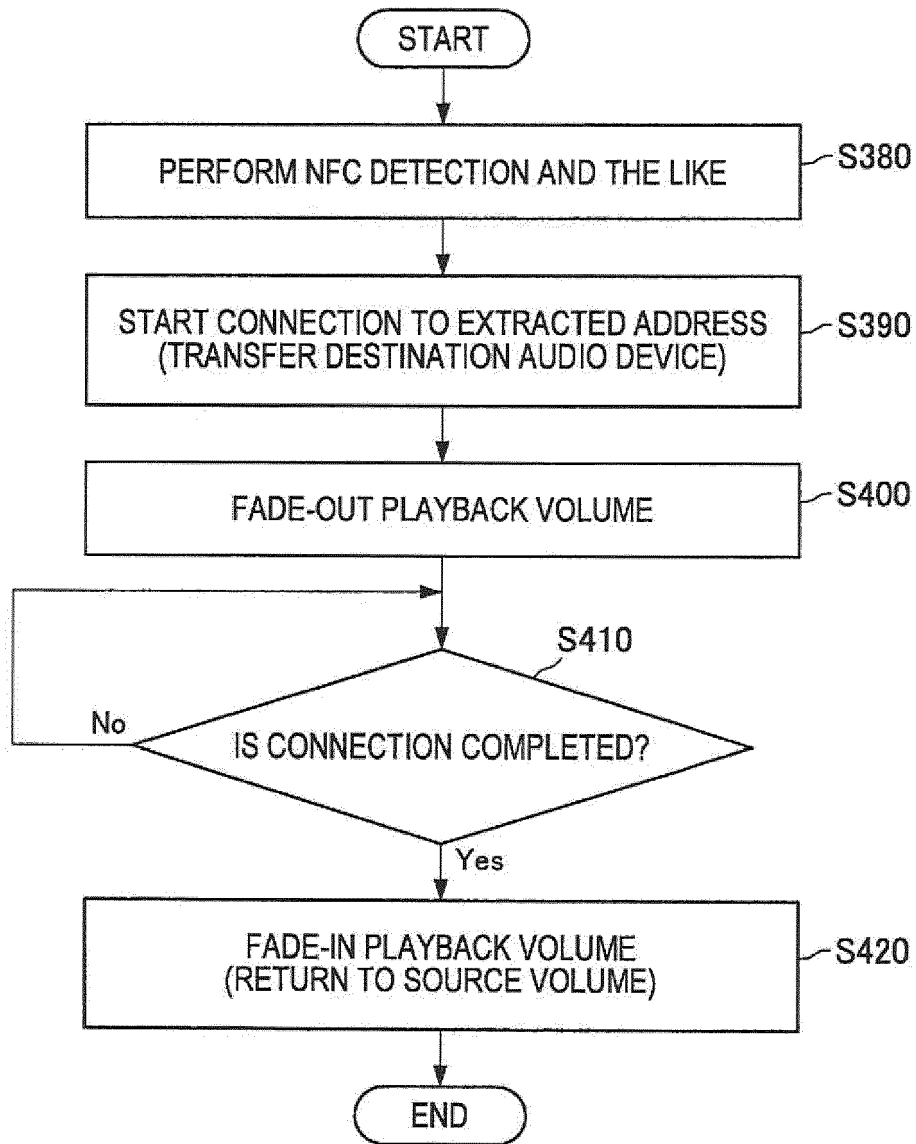 START
PERFORM NFC DETECTION AND THE LIKE
S380
START CONNECTION TO EXTRACTED ADDRESS
(TRANSFER DESTINATION AUDIO DEVICE)
S390
FADE-OUT PLAYBACK VOLUME
S400
S410
No
IS CONNECTION COMPLETED?
Yes
FADE-IN PLAYBACK VOLUME
(RETURN TO SOURCE VOLUME)
S420
END